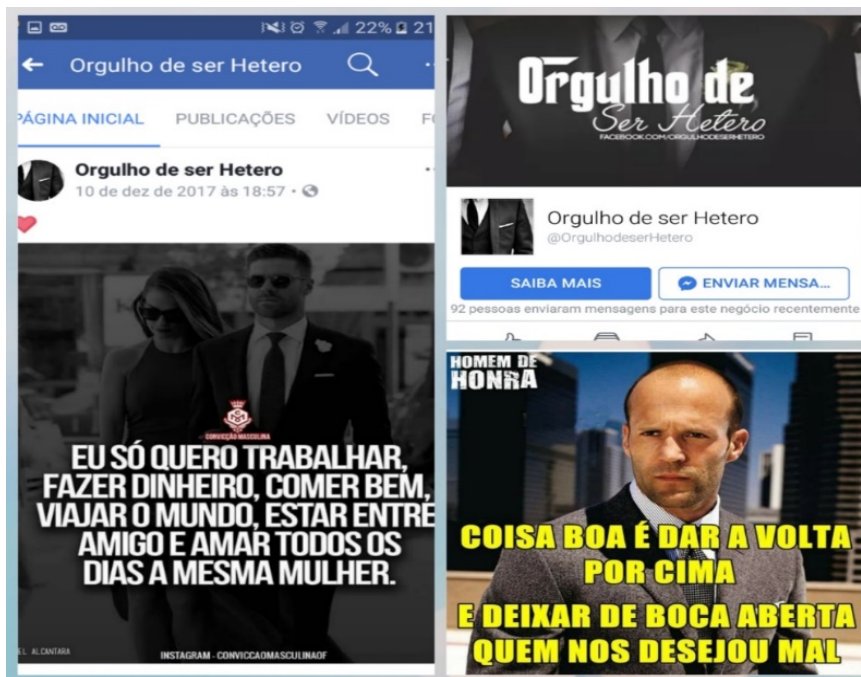 22% 21
Orgulho de ser Hetero
PÁGINA INICIAL PUBLICAÇÕES VÍDEOS
Orgulho de ser Hetero
10 de dez de 2017 às 18:57
CONVICÇÃO MASCULINA
EU SÓ QUERO TRABALHAR,
FAZER DINHEIRO, COMER BEM,
VIAJAR O MUNDO, ESTAR ENTRE
AMIGO E AMAR TODOS OS
DIAS A MESMA MULHER.
EL ALCANTARA
INSTAGRAM - CONVICCAOMASCULINAOF
Orgulho de
Ser Hetero
FACEBOOK.COM/ORGULHODESERHETERO
Orgulho de ser Hetero
@OrgulhodeserHetero
SAIBA MAIS ENVIAR MENSA...
92 pessoas enviaram mensagens para este negócio recentemente
HOMEM DE
HONRA
COISA BOA É DAR A VOLTA
POR CIMA
E DEIXAR DE BOCA ABERTA
QUEM NOS DESEJOU MAL